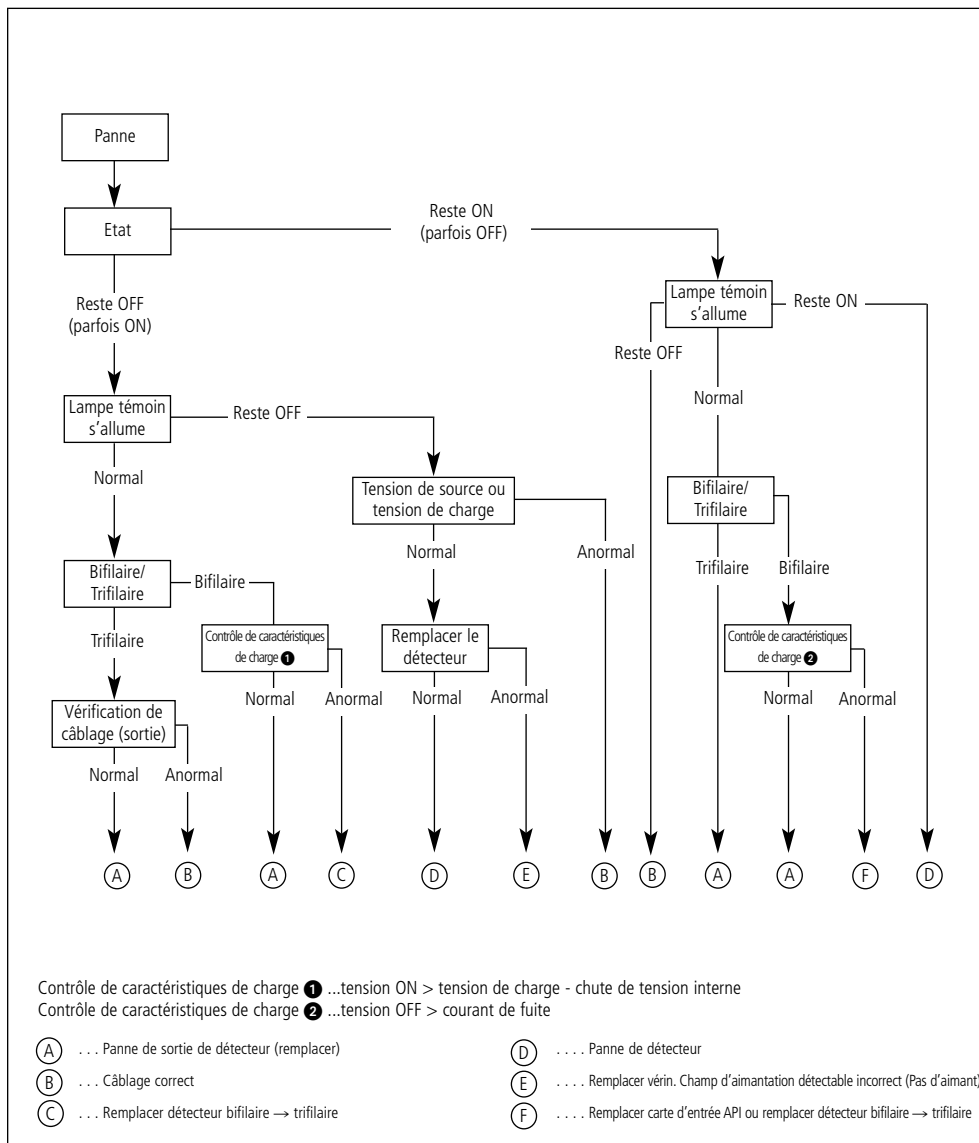 Panne
Etat
Reste ON
(parfois OFF)
Reste OFF
(parfois ON)
Lampe témoin
s'allume
Reste ON
Reste OFF
Normal
Lampe témoin
s'allume
Reste OFF
Normal
Tension de source ou
tension de charge
Normal
Anormal
Bifilaire/
Trifilaire
Trifilaire
Bifilaire
Bifilaire/
Trifilaire
Bifilaire
Trifilaire
Contrôle de caractéristiques
de charge ❶
Normal
Anormal
Remplacer le
détecteur
Normal
Anormal
Contrôle de caractéristiques
de charge ❷
Normal
Anormal
Vérification de
câblage (sortie)
Normal
Anormal
A B A C D E B B A A F D
Contrôle de caractéristiques de charge ❶ ...tension ON > tension de charge - chute de tension interne
Contrôle de caractéristiques de charge ❷ ...tension OFF > courant de fuite
A . . . Panne de sortie de détecteur (remplacer)
B . . . Câblage correct
C . . . Remplacer détecteur bifilaire → trifilaire
D . . . . Panne de détecteur
E . . . . Remplacer vérin. Champ d'aimantation détectable incorrect (Pas d'aimant)
F . . . . Remplacer carte d'entrée API ou remplacer détecteur bifilaire → trifilaire